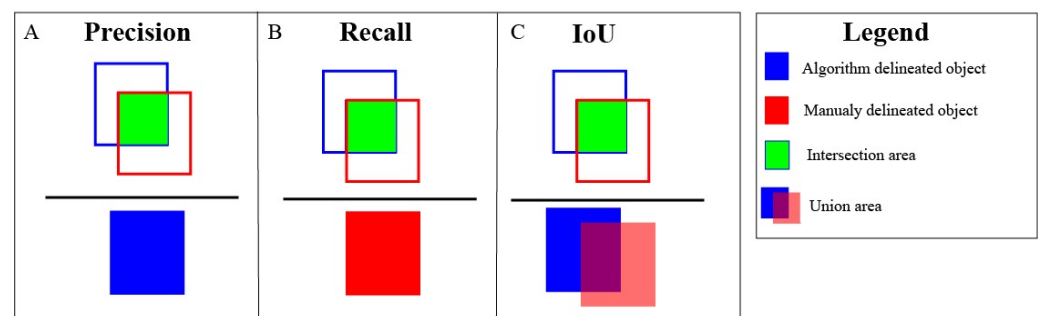 A Precision
B Recall
C IoU
Legend
Algorithm delineated object
Manualy delineated object
Intersection area
Union area